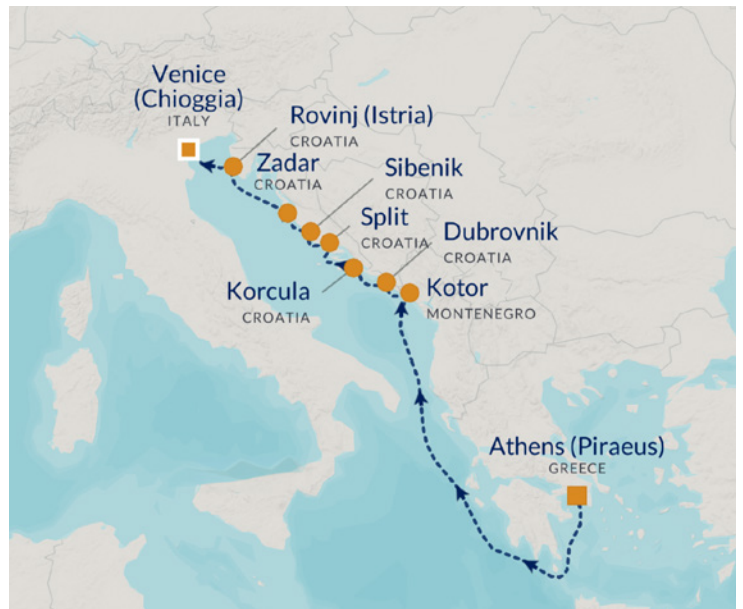 Venice
(Chioggia)
ITALY
Rovinj (Istria)
CROATIA
Zadar
CROATIA
Sibenik
CROATIA
Split
CROATIA
Dubrovnik
CROATIA
Korcula
CROATIA
Kotor
MONTENEGRO
Athens (Piraeus)
GREECE